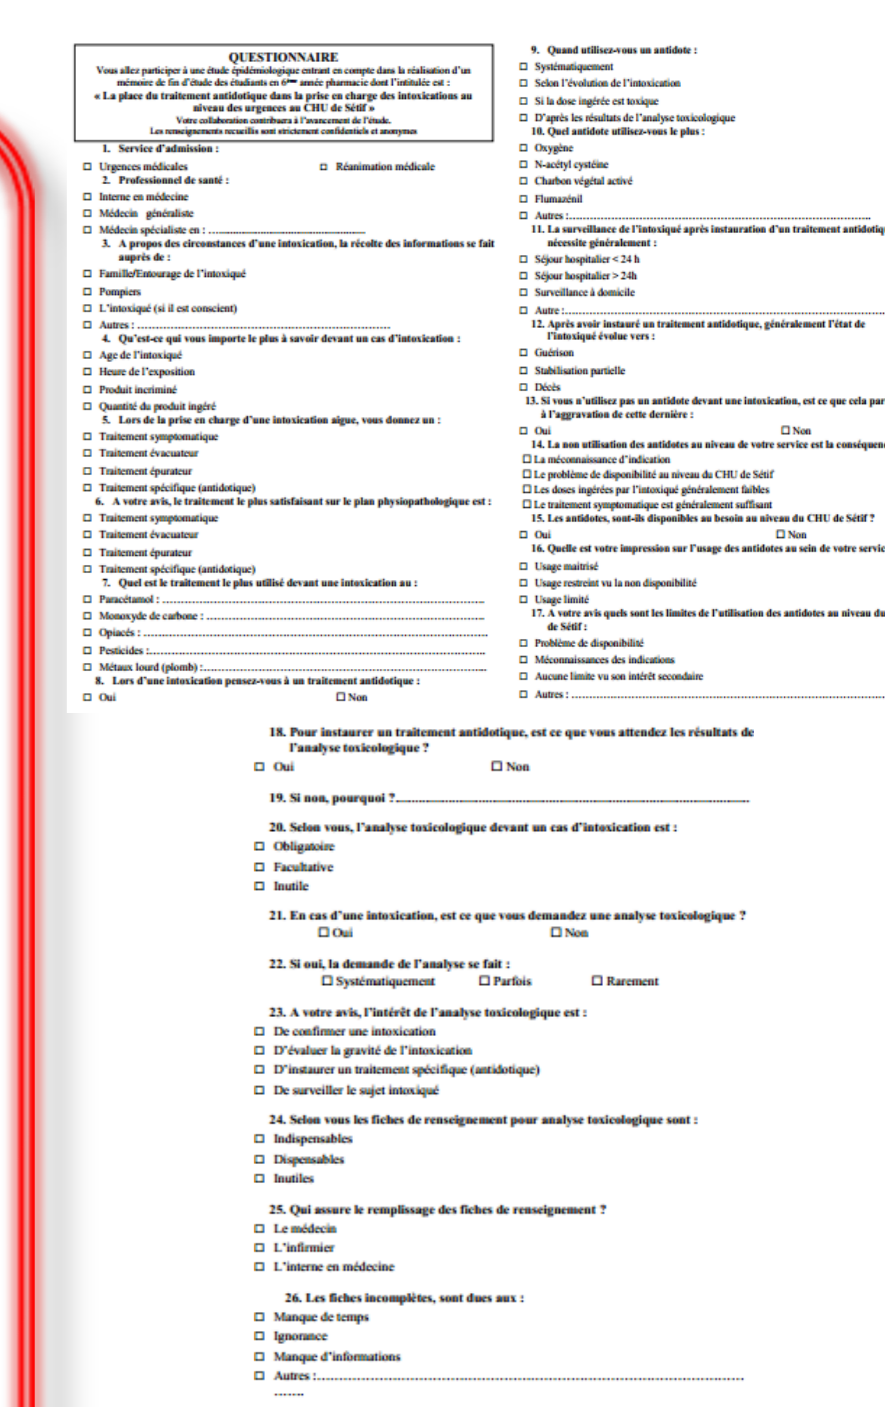 QUESTIONNAIRE
Vous allez participer à une étude épidémiologique entrant en compte dans la réalisation d'un
mémoire de fin d'étude des étudiants en 6ème année pharmacie dont l'intitulée est :
« La place du traitement antidotique dans la prise en charge des intoxications au
niveau des urgences au CHU de Sétif »
Votre collaboration contribuera à l'avancement de l'étude.
Les renseignements recueillis sont strictement confidentiels et anonymes
1. Service d'admission :
☐ Urgences médicales ☐ Réanimation médicale
2. Professionnel de santé :
☐ Interne en médecine
☐ Médecin généraliste
☐ Médecin spécialiste en : ......................................................
3. A propos des circonstances d'une intoxication, la récolte des informations se fait
auprès de :
☐ Famille/Entourage de l'intoxiqué
☐ Pompiers
☐ L'intoxiqué (si il est conscient)
☐ Autres : ......................................................
4. Qu'est-ce qui vous importe le plus à savoir devant un cas d'intoxication :
☐ Age de l'intoxiqué
☐ Heure de l'exposition
☐ Produit incriminé
☐ Quantité du produit ingéré
5. Lors de la prise en charge d'une intoxication aigue, vous donnez un :
☐ Traitement symptomatique
☐ Traitement évacuateur
☐ Traitement épurateur
☐ Traitement spécifique (antidotique)
6. A votre avis, le traitement le plus satisfaisant sur le plan physiopathologique est :
☐ Traitement symptomatique
☐ Traitement évacuateur
☐ Traitement épurateur
☐ Traitement spécifique (antidotique)
7. Quel est le traitement le plus utilisé devant une intoxication au :
☐ Paracétamol : ......................................................
☐ Monoxyde de carbone : ......................................................
☐ Opiacés : ......................................................
☐ Pesticides :......................................................
☐ Métaux lourd (plomb) :......................................................
8. Lors d'une intoxication pensez-vous à un traitement antidotique :
☐ Oui ☐ Non
9. Quand utilisez-vous un antidote :
☐ Systématiquement
☐ Selon l'évolution de l'intoxication
☐ Si la dose ingérée est toxique
☐ D'après les résultats de l'analyse toxicologique
10. Quel antidote utilisez-vous le plus :
☐ Oxygène
☐ N-acétyl cystéine
☐ Charbon végétal activé
☐ Flumazénil
☐ Autres :......................................................
11. La surveillance de l'intoxiqué après instauration d'un traitement antidotiqu
nécessite généralement :
☐ Séjour hospitalier < 24 h
☐ Séjour hospitalier > 24h
☐ Surveillance à domicile
☐ Autre :......................................................
12. Après avoir instauré un traitement antidotique, généralement l'état de
l'intoxiqué évolue vers :
☐ Guérison
☐ Stabilisation partielle
☐ Décès
13. Si vous n'utilisez pas un antidote devant une intoxication, est ce que cela par
à l'aggravation de cette dernière :
☐ Oui ☐ Non
14. La non utilisation des antidotes au niveau de votre service est la conséquen
☐ La méconnaissance d'indication
☐ Le problème de disponibilité au niveau du CHU de Sétif
☐ Les doses ingérées par l'intoxiqué généralement faibles
☐ Le traitement symptomatique est généralement suffisant
15. Les antidotes, sont-ils disponibles au besoin au niveau du CHU de Sétif ?
☐ Oui ☐ Non
16. Quelle est votre impression sur l'usage des antidotes au sein de votre servic
☐ Usage maitrisé
☐ Usage restreint vu la non disponibilité
☐ Usage limité
17. A votre avis quels sont les limites de l'utilisation des antidotes au niveau du
de Sétif :
☐ Problème de disponibilité
☐ Méconnaissances des indications
☐ Aucune limite vu son intérêt secondaire
☐ Autres : ......................................................
18. Pour instaurer un traitement antidotique, est ce que vous attendez les résultats de
l'analyse toxicologique ?
☐ Oui ☐ Non
19. Si non, pourquoi ?......................................................
20. Selon vous, l'analyse toxicologique devant un cas d'intoxication est :
☐ Obligatoire
☐ Facultative
☐ Inutile
21. En cas d'une intoxication, est ce que vous demandez une analyse toxicologique ?
☐ Oui ☐ Non
22. Si oui, la demande de l'analyse se fait :
☐ Systématiquement ☐ Parfois ☐ Rarement
23. A votre avis, l'intérêt de l'analyse toxicologique est :
☐ De confirmer une intoxication
☐ D'évaluer la gravité de l'intoxication
☐ D'instaurer un traitement spécifique (antidotique)
☐ De surveiller le sujet intoxiqué
24. Selon vous les fiches de renseignement pour analyse toxicologique sont :
☐ Indispensables
☐ Dispensables
☐ Inutiles
25. Qui assure le remplissage des fiches de renseignement ?
☐ Le médecin
☐ L'infirmier
☐ L'interne en médecine
26. Les fiches incomplètes, sont dues aux :
☐ Manque de temps
☐ Ignorance
☐ Manque d'informations
☐ Autres :......................................................
.......